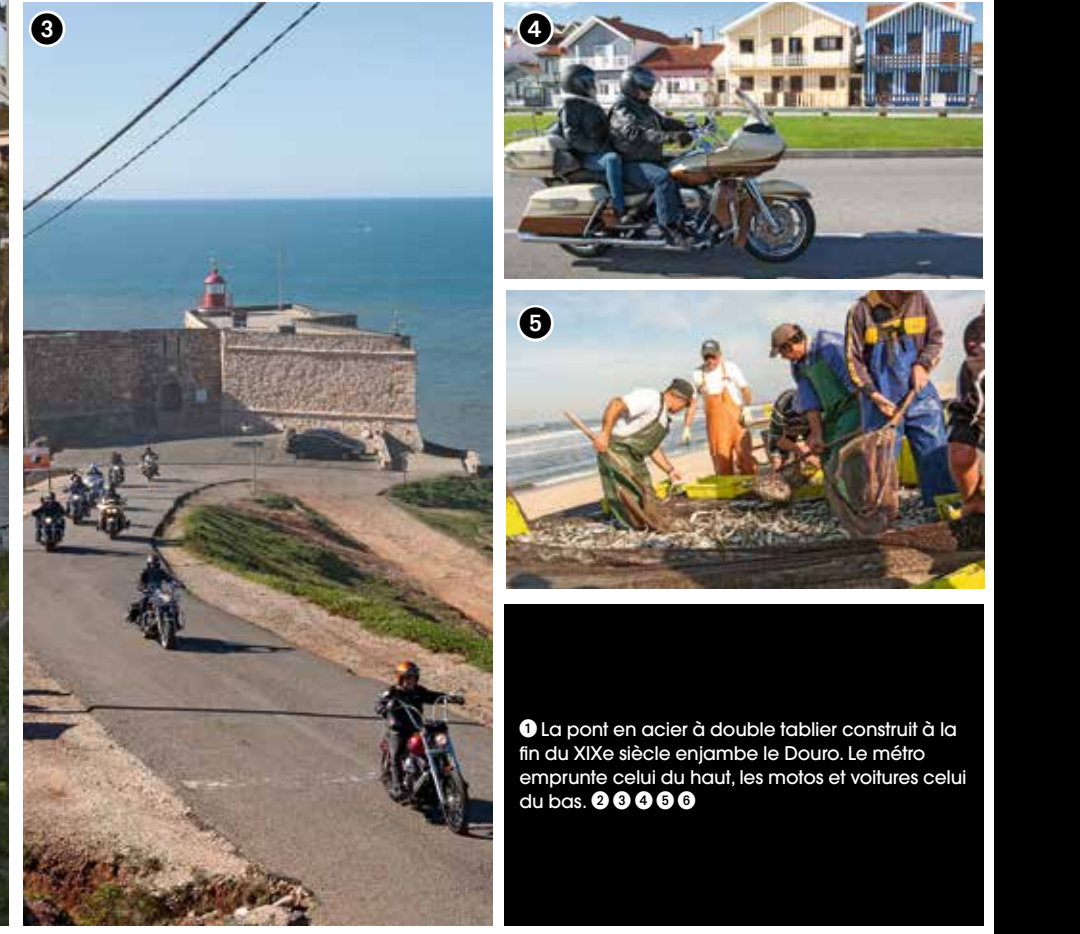 3
4
5
❶ La pont en acier à double tablier construit à la
fin du XIXe siècle enjambe le Douro. Le métro
emprunte celui du haut, les motos et voitures celui
du bas. ❷ ❸ ❹ ❺ ❻